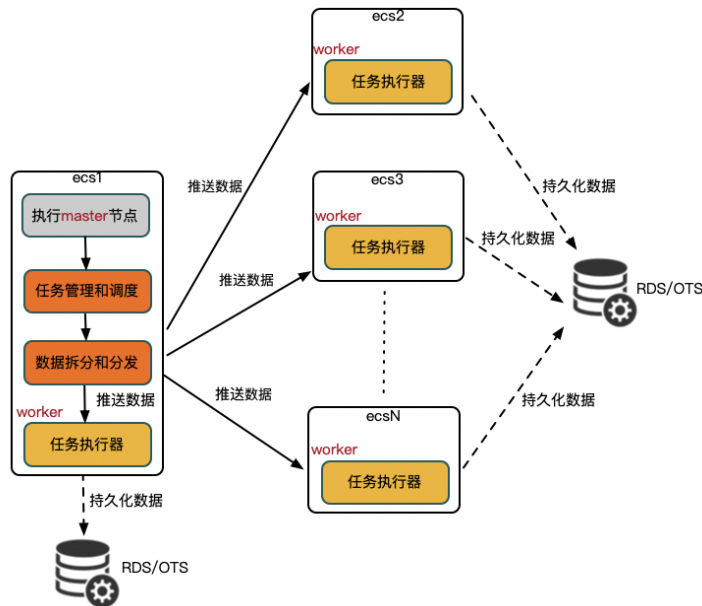 ecs1
执行master节点
任务管理和调度
数据拆分和分发
推送数据
worker
任务执行器
持久化数据
RDS/OTS
推送数据
推送数据
推送数据
ecs2
worker
任务执行器
ecs3
worker
任务执行器
ecsN
worker
任务执行器
持久化数据
持久化数据
持久化数据
RDS/OTS